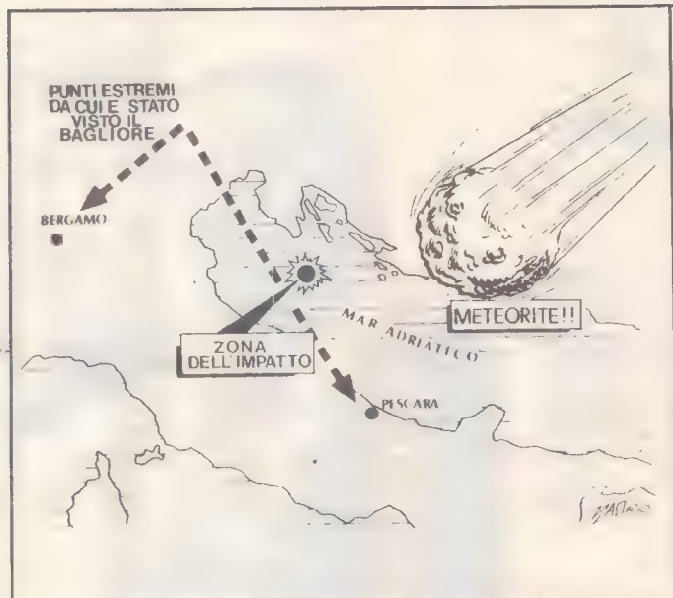 PUNTI ESTREMI
DA CUI E STATO
VISTO IL
BAGLIORE
BERGAMO
METEORITE!!
MAR ADRIATICO
ZONA
DELL'IMPATTO
PESCARA